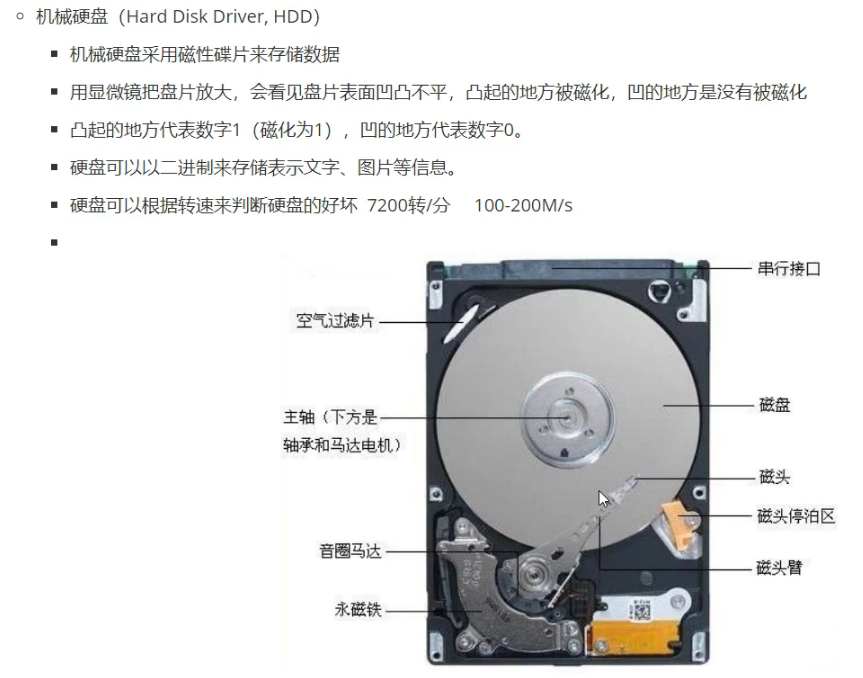 机械硬盘（Hard Disk Driver, HDD）
机械硬盘采用磁性碟片来存储数据
用显微镜把盘片放大，会看见盘片表面凹凸不平，凸起的地方被磁化，凹的地方是没有被磁化
凸起的地方代表数字1（磁化为1），凹的地方代表数字0。
硬盘可以以二进制来存储表示文字、图片等信息。
硬盘可以根据转速来判断硬盘的好坏 7200转/分 100-200M/s
串行接口
空气过滤片
磁盘
主轴（下方是
轴承和马达电机）
磁头
磁头停泊区
音圈马达
磁头臂
永磁铁